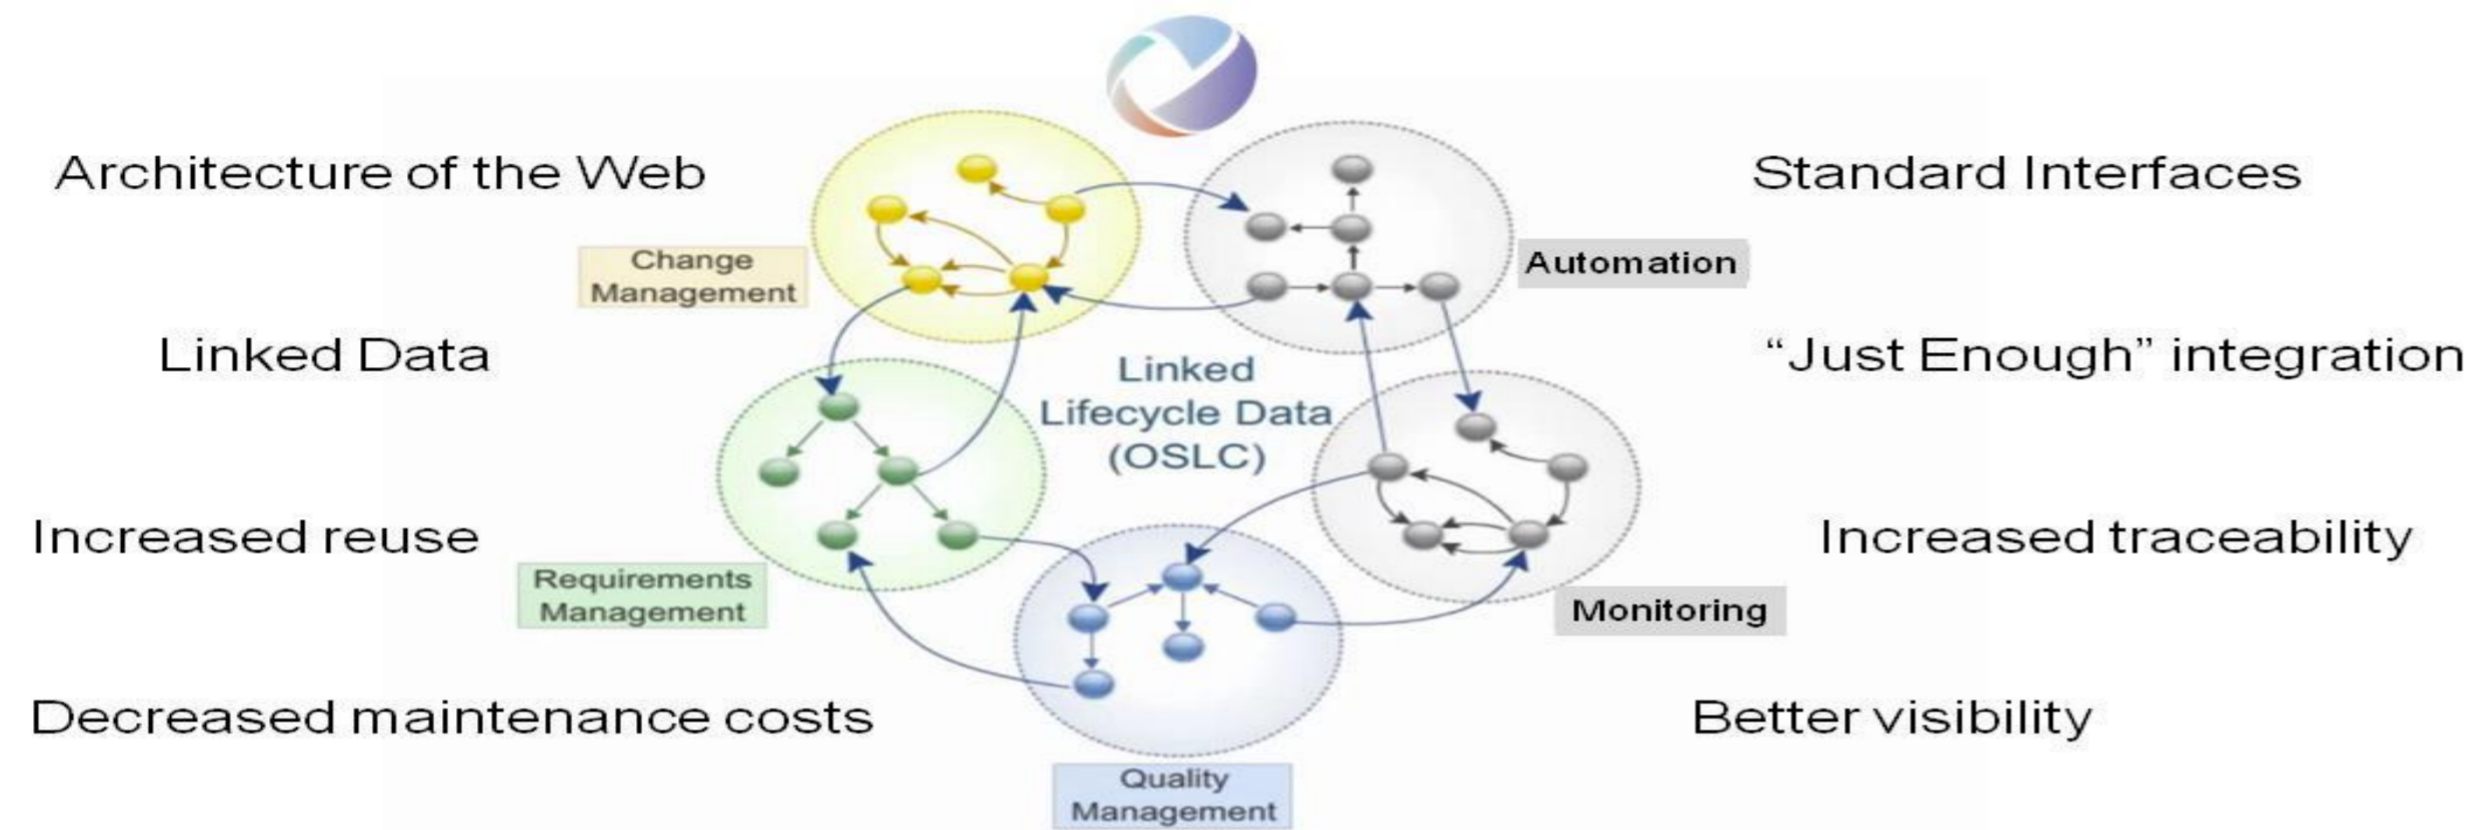 Architecture of the Web
Standard Interfaces
Change
Management
Automation
Linked Data
Linked
Lifecycle Data
(OSLC)
“Just Enough” integration
Increased reuse
Increased traceability
Requirements
Management
Monitoring
Decreased maintenance costs
Better visibility
Quality
Management